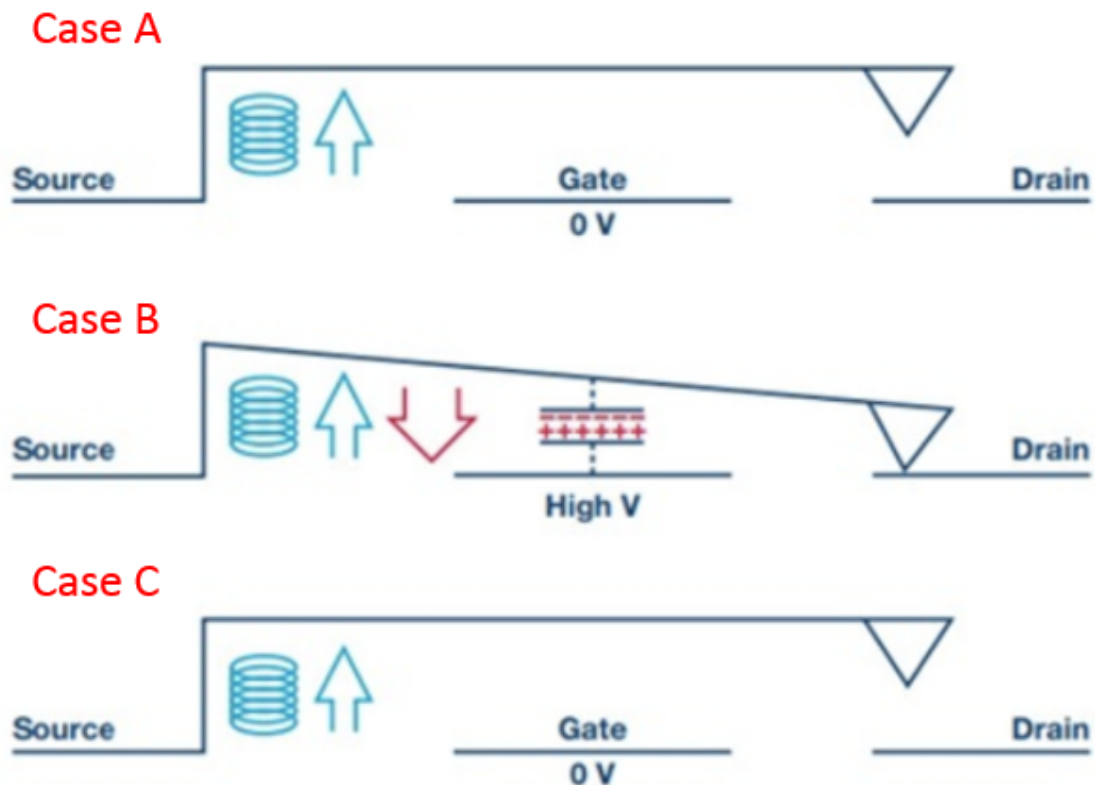 Case A
Source Gate Drain
0 V
Case B
------
++++++
Source Drain
High V
Case C
Source Gate Drain
0 V